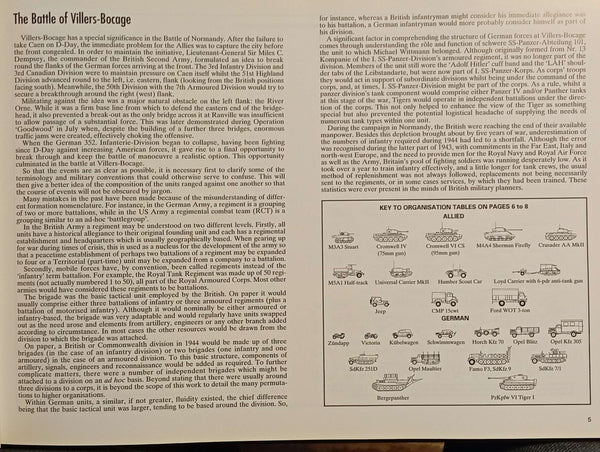 The Battle of Villers-Bocage
Villers-Bocage has a special significance in the Battle of Normandy. After the failure to
take Caen on D-Day, the immediate problem for the Allies was to capture the city before
the front congealed. In order to maintain the initiative, Lieutenant-General Sir Miles C.
Dempsey, the commander of the British Second Army, formulated an idea to break
round the flanks of the German forces arriving at the front. The 3rd Infantry Division and
3rd Canadian Division were to maintain pressure on Caen itself whilst the 51st Highland
Division advanced round to the left, i.e. eastern, flank (looking from the British positions
facing south). Meanwhile, the 50th Division with the 7th Armoured Division would try to
secure a breakthrough around the right (west) flank.
Militating against the idea was a major natural obstacle on the left flank: the River
Orne. Whilst it was a firm base line from which to defend the eastern end of the bridge-
head, it also prevented a break-out as the only bridge across it at Ranville was insufficient
to allow passage of a substantial force. This was later demonstrated during Operation
'Goodwood' in July when, despite the building of a further three bridges, enormous
traffic jams were created, effectively choking the offensive.
When the German 352. Infanterie-Division began to collapse, having been fighting
since D-Day against increasing American forces, it gave rise to a final opportunity to
break through and keep the battle of manoeuvre a realistic option. This opportunity
culminated in the battle at Villers-Bocage.
So that the events are as clear as possible, it is necessary first to clarify some of the
terminology and military conventions that could otherwise serve to confuse. This will
then give a better idea of the composition of the units ranged against one another so that
the course of events will not be obscured by jargon.
Many mistakes in the past have been made because of the misunderstanding of differ-
ent formation nomenclature. For instance, in the German Army, a regiment is a grouping
of two or more battalions, while in the US Army a regimental combat team (RCT) is a
grouping similar to an ad-hoc 'battlegroup'.
In the British Army a regiment may be understood on two different levels. Firstly, all
units have a historical allegiance to their original founding unit and each has a regimental
establishment and headquarters which is usually geographically based. When gearing up
for war during times of crisis, this is used as a nucleus for the development of the army so
that a peacetime establishment of perhaps two battalions of a regiment may be expanded
to four or a Territorial (part-time) unit may be expanded from a company to a battalion.
Secondly, mobile forces have, by convention, been called regiments instead of the
'infantry' term battalion. For example, the Royal Tank Regiment was made up of 50 regi-
ments (not actually numbered 1 to 50), all part of the Royal Armoured Corps. Most other
armies would have considered these regiments to be battalions.
The brigade was the basic tactical unit employed by the British. On paper it would
usually comprise either three battalions of infantry or three armoured regiments (plus a
battalion of motorised infantry). Although it would nominally be either armoured or
infantry-based, the brigade was very adaptable and would regularly have units swapped
out as the need arose and elements from artillery, engineers or any other branch added
according to circumstance. In most cases the other resources would be drawn from the
division to which the brigade was attached.
On paper, a British or Commonwealth division in 1944 would be made up of three
brigades (in the case of an infantry division) or two brigades (one infantry and one
armoured) in the case of an armoured division. To this basic structure, components of
artillery, signals, engineers and reconnaissance would be added as required. To further
complicate matters, there were a number of independent brigades which might be
attached to a division on an ad hoc basis. Beyond stating that there were usually around
three divisions to a corps, it is beyond the scope of this work to detail the many permuta-
tions to higher organisations.
Within German units, a similar, if not greater, fluidity existed, the chief difference
being that the basic tactical unit was larger, tending to be based around the division. So,
for instance, whereas a British infantryman might consider his immediate allegiance was
to his battalion, a German infantryman would more probably consider himself as part of
his division.
A significant factor in comprehending the structure of German forces at Villers-Bocage
comes through understanding the role and function of schwere SS-Panzer-Abteilung 101,
the unit to which Michael Wittmann belonged. Although originally formed from Nr. 13
Kompanie of the 1. SS-Panzer-Division's armoured regiment, it was no longer part of that
division. Members of the unit still wore the 'Adolf Hitler' cuff band and the 'LAH' shoul-
der tabs of the Leibstandarte, but were now part of I. SS-Panzer-Korps. As corps' troops
they would act in support of subordinate divisions whilst being under the command of the
corps, and, at times, I. SS-Panzer-Division might be part of the corps. As a rule, whilst a
panzer division's tank component would comprise either Panzer IV and/or Panther tanks
at this stage of the war, Tigers would operate in independent battalions under the direc-
tion of the corps. This not only helped to enhance the view of the Tiger as something
special but also prevented the potential logistical headache of supplying the needs of
numerous tank types within one unit.
During the campaign in Normandy, the British were reaching the end of their available
manpower. Besides this depletion brought about by five years of war, underestimation of
the numbers of infantry required during 1944 had led to a shortfall. Although the error
was recognised during the latter part of 1943, with commitments in the Far East, Italy and
north-west Europe, and the need to provide men for the Royal Navy and Royal Air Force
as well as the Army, Britain's pool of fighting soldiers was running desperately low. As it
took over a year to train infantry effectively, and a little longer for tank crews, the usual
method of replenishment was not always followed, replacements not being necessarily
sent to the regiments, or in some cases services, by which they had been trained. These
statistics were ever present in the minds of British military planners.
KEY TO ORGANISATION TABLES ON PAGES 6 to 8
ALLIED
M3A3 Stuart
Cromwell IV
(75mm gun)
Cromwell VI CS
(95mm gun)
M4A4 Sherman Firefly
Crusader AA MkII
M5A1 Half-track
Universal Carrier MkII
Humber Scout Car
Loyd Carrier with 6-pdr anti-tank gun
Jeep
CMP 15cwt
Ford WOT 3-ton
GERMAN
Zündapp
Victoria
Kübelwagen
Schwimmwagen
Horch Kfz 70
Opel Blitz
Opel Kfz 305
SdKfz 251D
Opel Maultier
Famo F3, SdKfz 9
SdKfz 7/1
Bergepanther
PzKpfw VI Tiger I
5